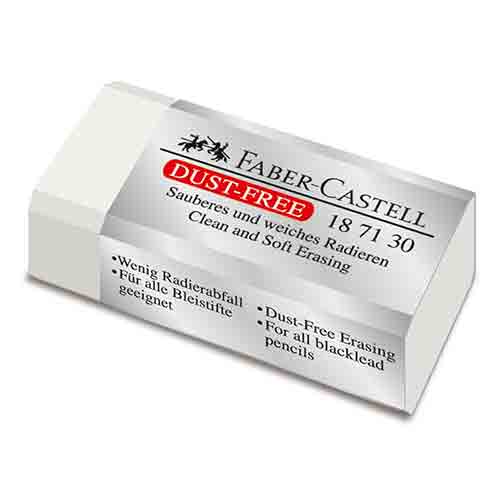 FABER-CASTELL
DUST-FREE 18 71 30
Sauberes und weiches Radieren
Clean and Soft Erasing
•Wenig Radierabfall
•Für alle Bleistifte
geeignet
•Dust-Free Erasing
•For all blacklead
pencils